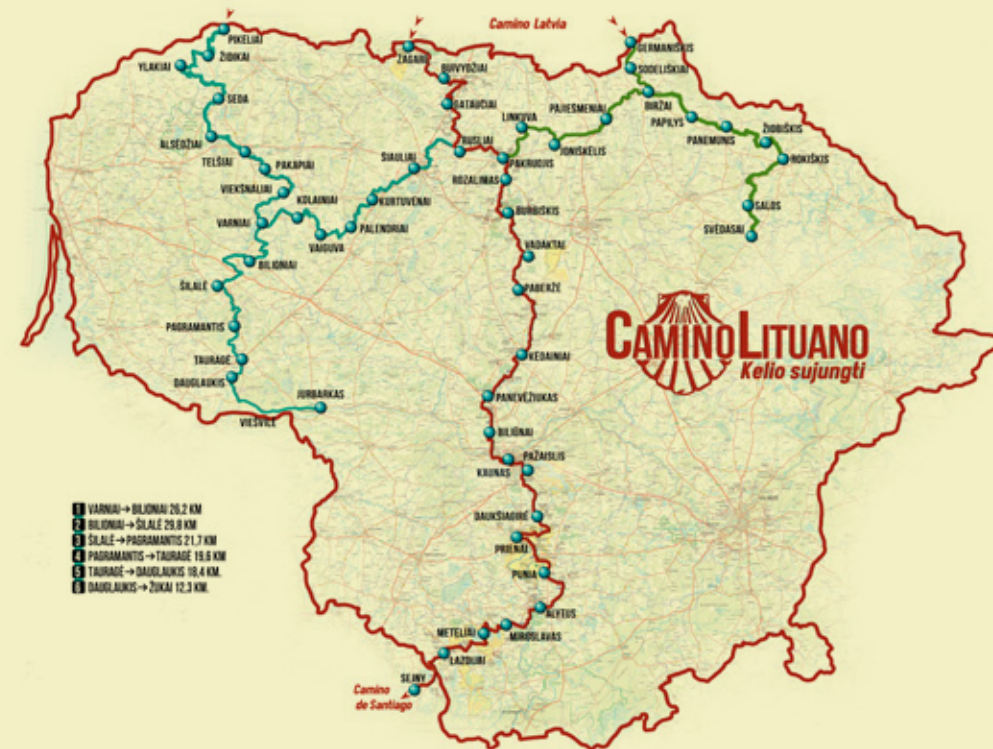 Camino Latvia
PIKELIAI
ŽIDIKAI
YLAKIAI
SEDA
ALSĖDŽIAI
TELŠIAI
PAKAPIAI
VIEKŠNALIAI
KOLAINIAI
VARNIAI
VAIGUVA
PALENDRIAI
KURTUVĖNAI
ŠIAULIAI
BILIONIAI
ŠILALĖ
PAGRAMANTIS
TAURAGĖ
DAUGLAUKIS
JURBARKAS
VIEŠVILĖ
ŽAGARĖ
BUIVYDŽIAI
GATAUČIAI
RUSLIAI
PAKRUOJIS
ROZALIMAS
BURBIŠKIS
VADAKTAI
PABERŽĖ
KĖDAINIAI
PANEVĖŽIUKAS
BILIŪNAI
PAŽAISLIS
KAUNAS
DAUKŠIAGIRĖ
PRIENAI
PUNIA
ALYTUS
MIROSLAVAS
METELIAI
LAZDIJAI
SEINY
Camino
de Santiago
GERMANIŠKIS
SODELIŠKIAI
BIRŽAI
PAJIEŠMENIAI
LINKUVA
JONIŠKĖLIS
PAPILYS
PANEMUNIS
ŽIOBIŠKIS
ROKIŠKIS
SALOS
SVĖDASAI
CAMINO LITUANO
Kelio sujungti
1 VARNIAI→BILIONIAI 26,2 KM
2 BILIONIAI→ŠILALĖ 29,8 KM
3 ŠILALĖ→PAGRAMANTIS 21,7 KM
4 PAGRAMANTIS→TAURAGĖ 19,6 KM
5 TAURAGĖ→DAUGLAUKIS 18,4 KM.
6 DAUGLAUKIS→ŽUKAI 12,3 KM.